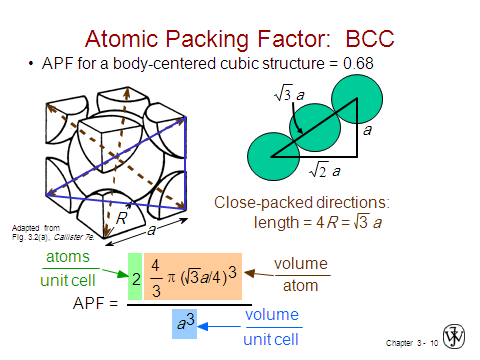 Atomic Packing Factor: BCC
• APF for a body-centered cubic structure = 0.68
√3 a
a
√2 a
R
a
Adapted from
Fig. 3.2(a), Callister 7e.
Close-packed directions:
length = 4R = √3 a
atoms
unit cell
APF =
2 4/3 π (√3a/4)3
a3
volume
atom
volume
unit cell
Chapter 3 - 10